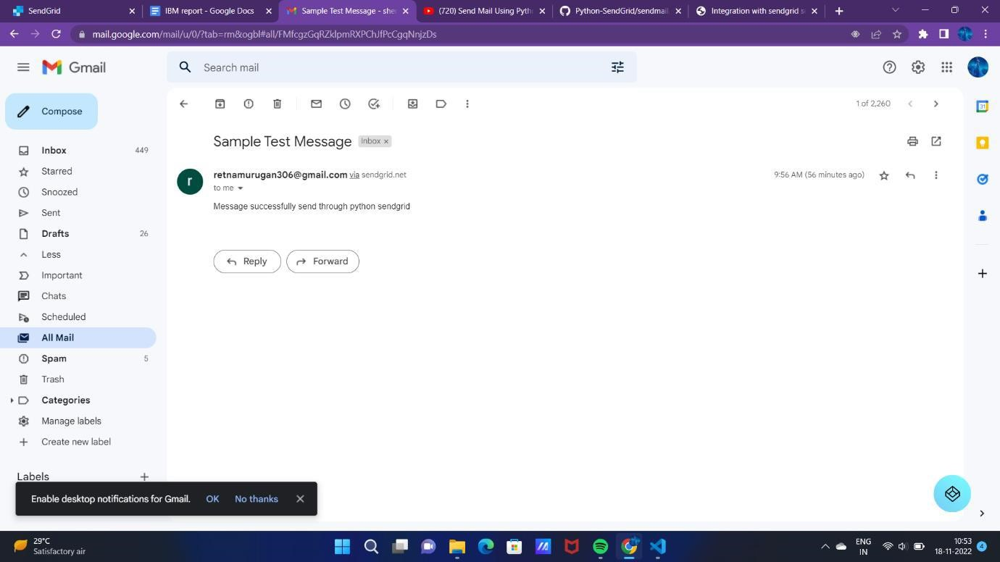 SendGrid
IBM report - Google Docs
Sample Test Message - she
(720) Send Mail Using Pyth
Python-SendGrid/sendmail.
Integration with sendgrid s
mail.google.com/mail/u/0/?tab=rm&ogbl#all/FMfcgzGqRZklpmRXPChJfPcCgqNnjzDs
Gmail
Search mail
Compose
1 of 2,260
Sample Test Message
Inbox ×
Inbox 449
Starred
Snoozed
Sent
Drafts 26
Less
Important
Chats
Scheduled
All Mail
Spam 5
Trash
Categories
Manage labels
Create new label
Labels
r
retnamurugan306@gmail.com via sendgrid.net
9:56 AM (56 minutes ago)
to me
Message successfully send through python sendgrid
Reply
Forward
31
Enable desktop notifications for Gmail. OK No thanks
29°C
Satisfactory air
ENG
IN
10:53
18-11-2022
4